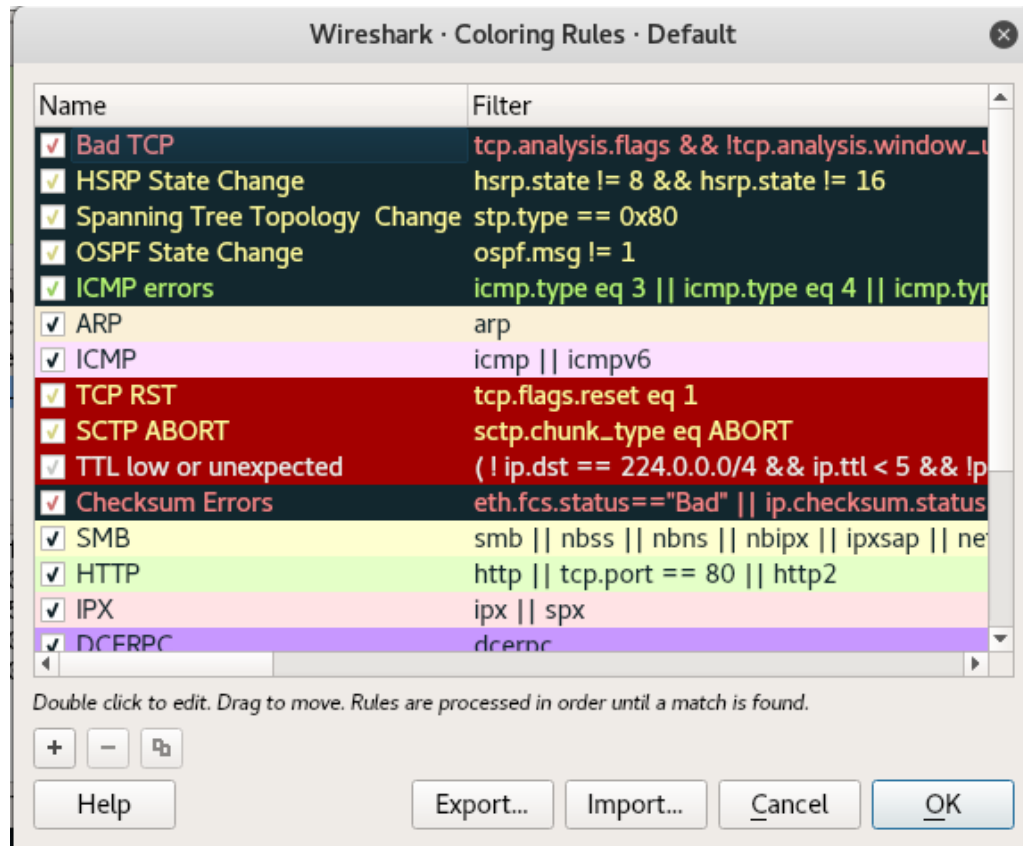 Wireshark · Coloring Rules · Default
Name Filter
Bad TCP tcp.analysis.flags && !tcp.analysis.window_u
HSRP State Change hsrp.state != 8 && hsrp.state != 16
Spanning Tree Topology  Change stp.type == 0x80
OSPF State Change ospf.msg != 1
ICMP errors icmp.type eq 3 || icmp.type eq 4 || icmp.typ
ARP arp
ICMP icmp || icmpv6
TCP RST tcp.flags.reset eq 1
SCTP ABORT sctp.chunk_type eq ABORT
TTL low or unexpected ( ! ip.dst == 224.0.0.0/4 && ip.ttl < 5 && !p
Checksum Errors eth.fcs.status=="Bad" || ip.checksum.status
SMB smb || nbss || nbns || nbipx || ipxsap || ne
HTTP http || tcp.port == 80 || http2
IPX ipx || spx
DCERPC dcerpc
Double click to edit. Drag to move. Rules are processed in order until a match is found.
Help Export... Import... Cancel OK